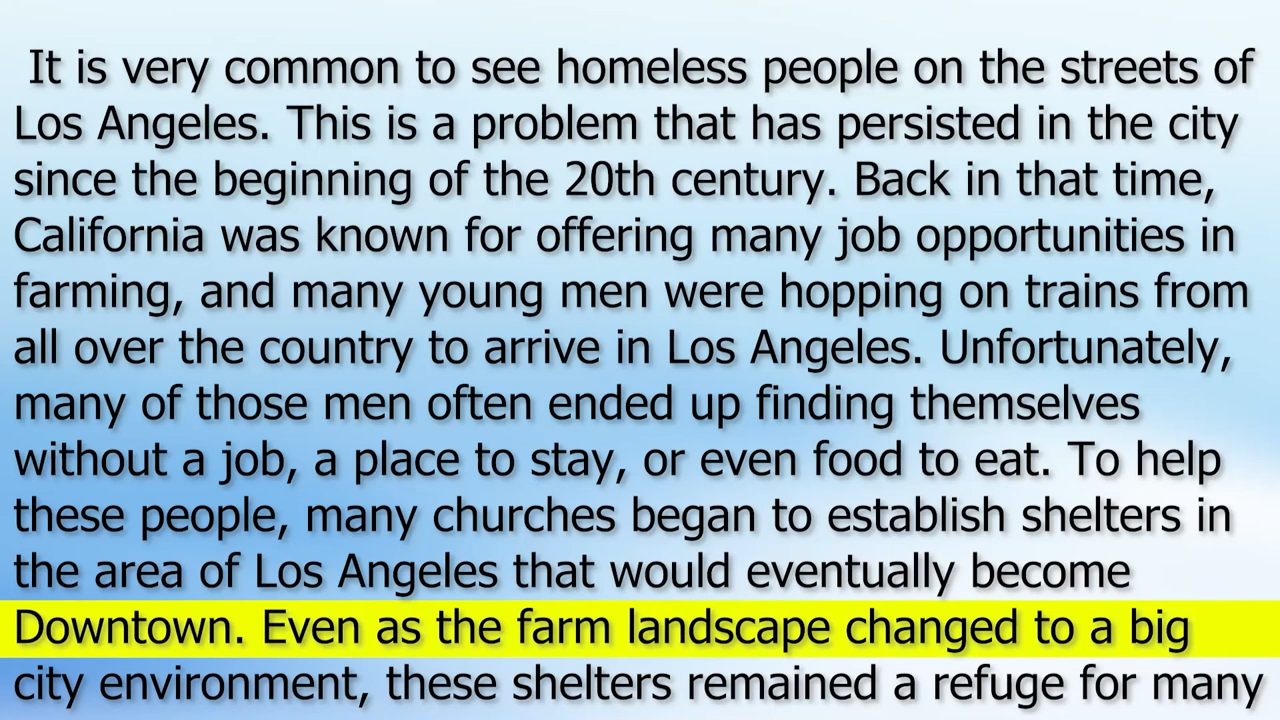 It is very common to see homeless people on the streets of
Los Angeles. This is a problem that has persisted in the city
since the beginning of the 20th century. Back in that time,
California was known for offering many job opportunities in
farming, and many young men were hopping on trains from
all over the country to arrive in Los Angeles. Unfortunately,
many of those men often ended up finding themselves
without a job, a place to stay, or even food to eat. To help
these people, many churches began to establish shelters in
the area of Los Angeles that would eventually become
Downtown. Even as the farm landscape changed to a big
city environment, these shelters remained a refuge for many